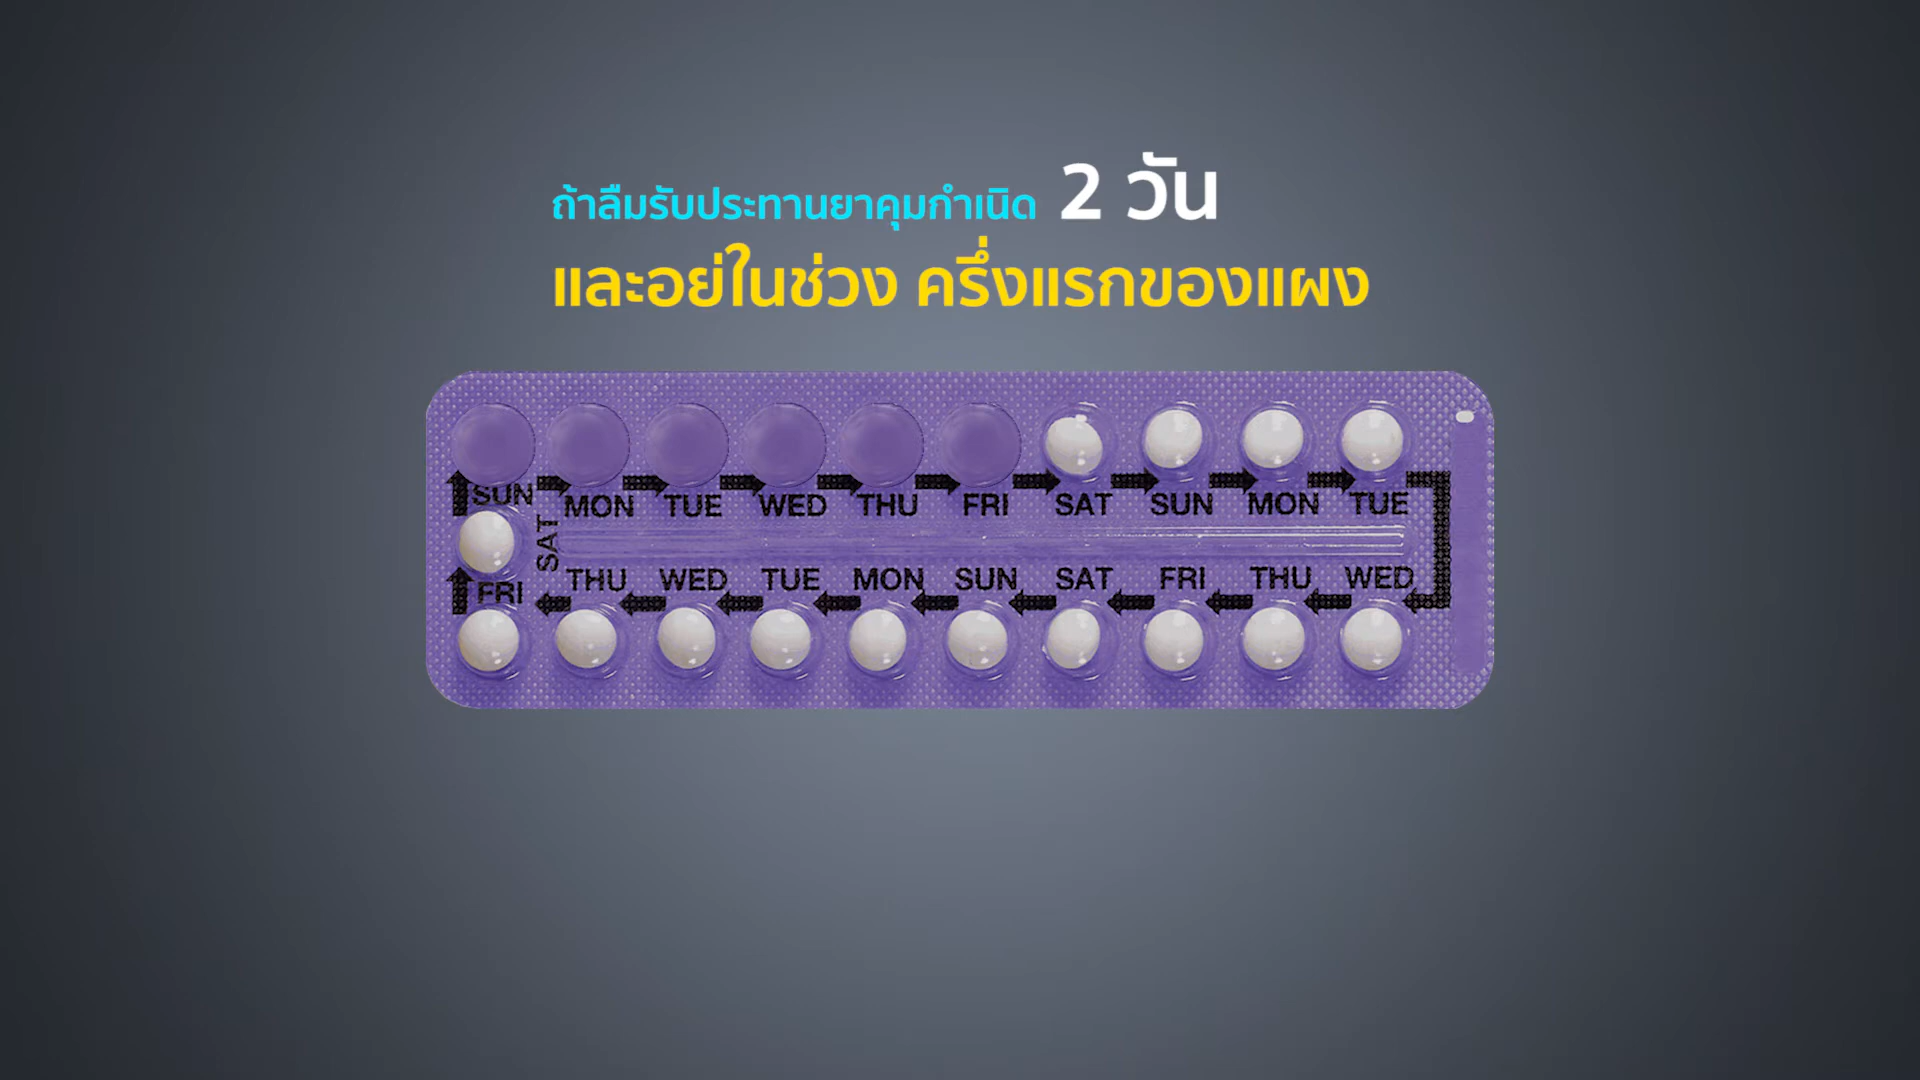 ถ้าลืมรับประทานยาคุมกำเนิด 2 วัน
และอยู่ในช่วง ครึ่งแรกของแผง
SUN MON TUE WED THU FRI SAT SUN MON TUE
SAT
FRI THU WED TUE MON SUN SAT FRI THU WED